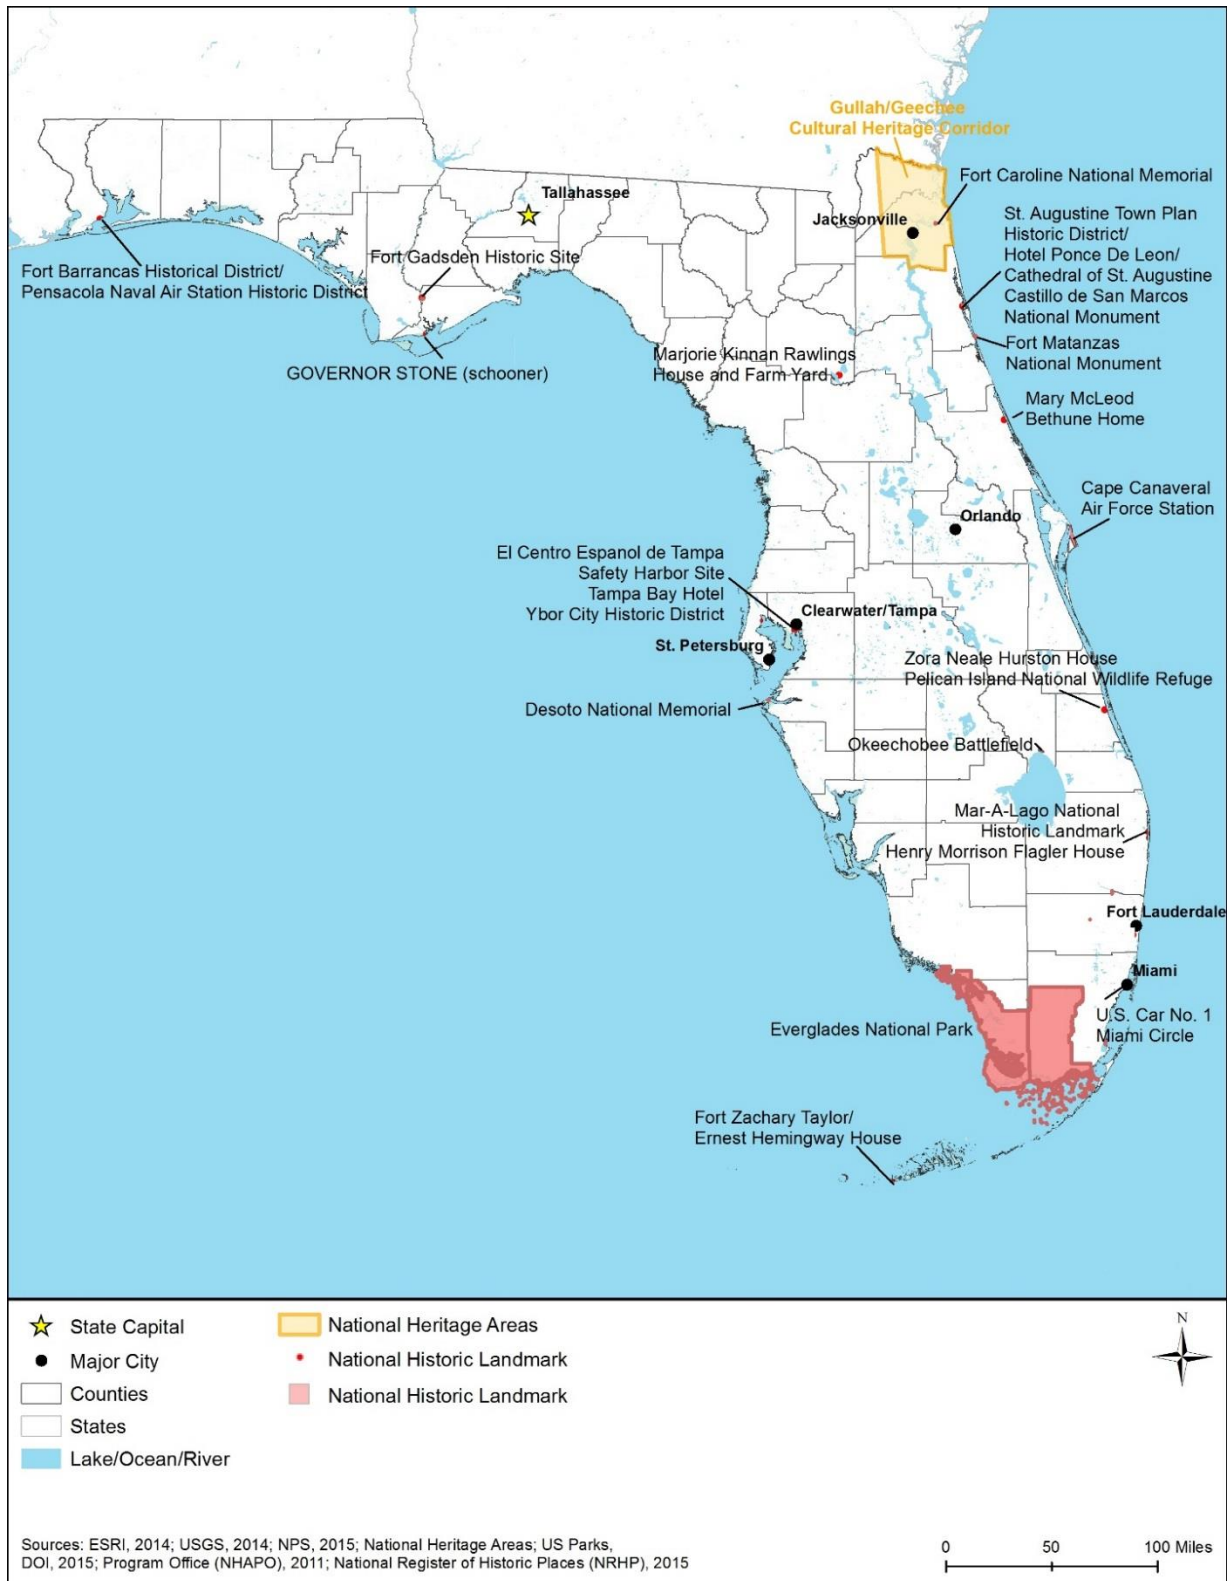 Gullah/Geechee
Cultural Heritage Corridor
Fort Caroline National Memorial
Tallahassee
Jacksonville
St. Augustine Town Plan
Historic District/
Hotel Ponce De Leon/
Cathedral of St. Augustine
Castillo de San Marcos
National Monument
Fort Barrancas Historical District/
Pensacola Naval Air Station Historic District
Fort Gadsden Historic Site
GOVERNOR STONE (schooner)
Fort Matanzas
National Monument
Marjorie Kinnan Rawlings
House and Farm Yard
Mary McLeod
Bethune Home
Cape Canaveral
Air Force Station
Orlando
El Centro Espanol de Tampa
Safety Harbor Site
Tampa Bay Hotel
Ybor City Historic District
Clearwater/Tampa
St. Petersburg
Zora Neale Hurston House
Pelican Island National Wildlife Refuge
Desoto National Memorial
Okeechobee Battlefield
Mar-A-Lago National
Historic Landmark
Henry Morrison Flagler House
Fort Lauderdale
Miami
U.S. Car No. 1
Miami Circle
Everglades National Park
Fort Zachary Taylor/
Ernest Hemingway House
State Capital
Major City
Counties
States
Lake/Ocean/River
National Heritage Areas
National Historic Landmark
National Historic Landmark
N
Sources: ESRI, 2014; USGS, 2014; NPS, 2015; National Heritage Areas; US Parks,
DOI, 2015; Program Office (NHAPO), 2011; National Register of Historic Places (NRHP), 2015
0 50 100 Miles